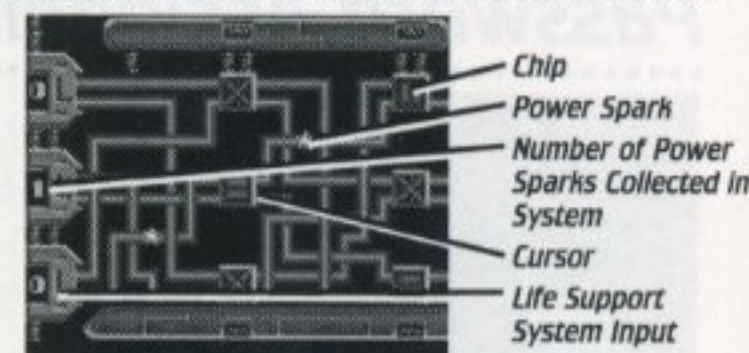 Chip
Power Spark
Number of Power
Sparks Collected in
System
Cursor
Life Support
System Input